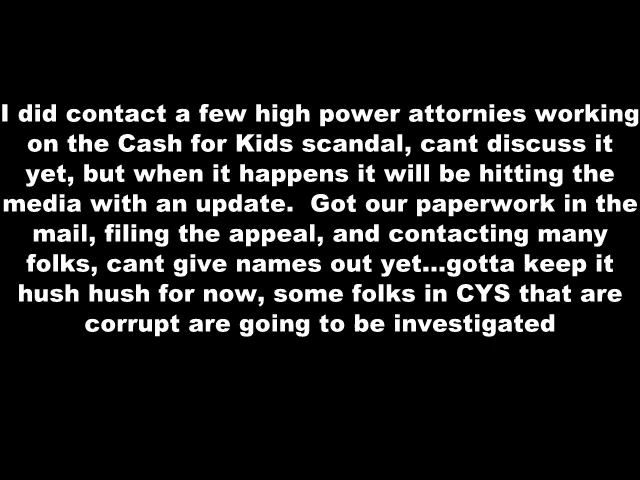 I did contact a few high power attornies working
on the Cash for Kids scandal, cant discuss it
yet, but when it happens it will be hitting the
media with an update.  Got our paperwork in the
mail, filing the appeal, and contacting many
folks, cant give names out yet...gotta keep it
hush hush for now, some folks in CYS that are
corrupt are going to be investigated